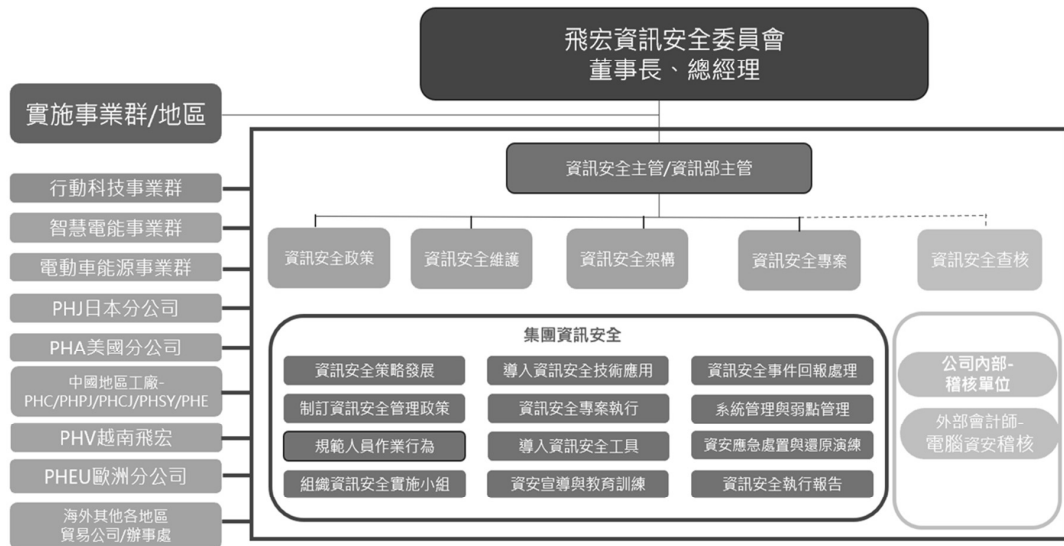 飛宏資訊安全委員會
董事長、總經理
實施事業群/地區
行動科技事業群
智慧電能事業群
電動車能源事業群
PHJ日本分公司
PHA美國分公司
中國地區工廠-
PHC/PHPJ/PHCJ/PHSY/PHE
PHV越南飛宏
PHEU歐洲分公司
海外其他各地區
貿易公司/辦事處
資訊安全主管/資訊部主管
資訊安全政策
資訊安全維護
資訊安全架構
資訊安全專案
資訊安全查核
集團資訊安全
資訊安全策略發展
導入資訊安全技術應用
資訊安全事件回報處理
制訂資訊安全管理政策
資訊安全專案執行
系統管理與弱點管理
規範人員作業行為
導入資訊安全工具
資安應急處置與還原演練
組織資訊安全實施小組
資安宣導與教育訓練
資訊安全執行報告
公司內部-
稽核單位
外部會計師-
電腦資安稽核